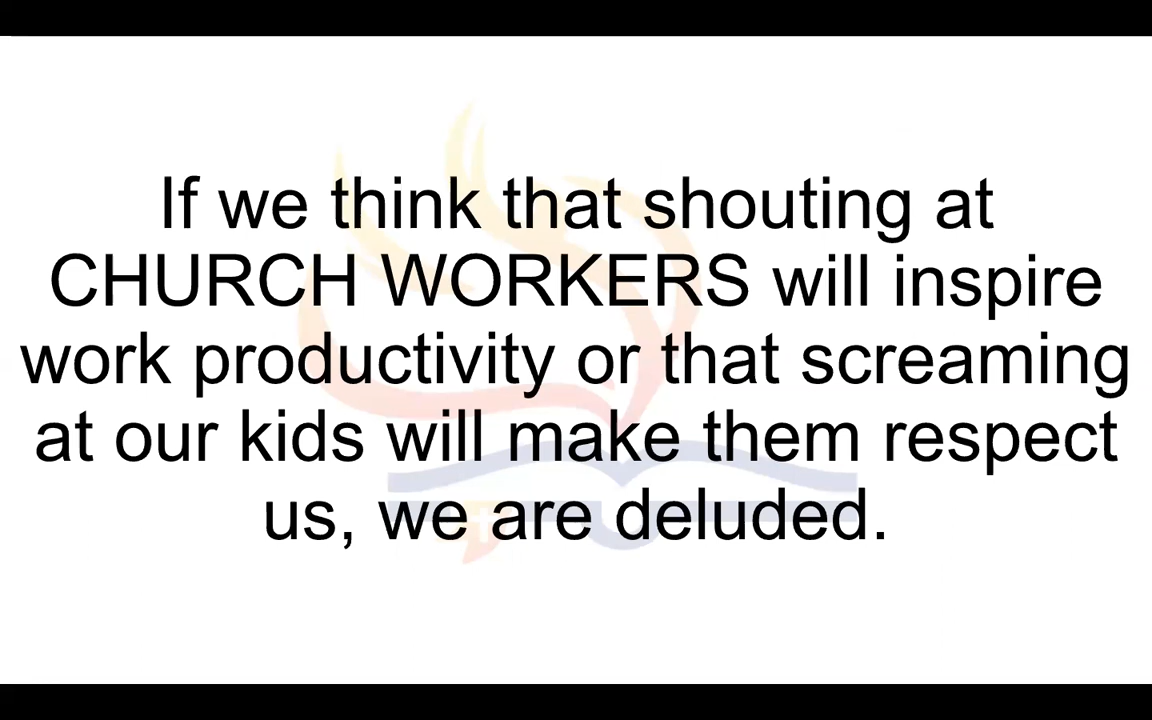 If we think that shouting at
CHURCH WORKERS will inspire
work productivity or that screaming
at our kids will make them respect
us, we are deluded.